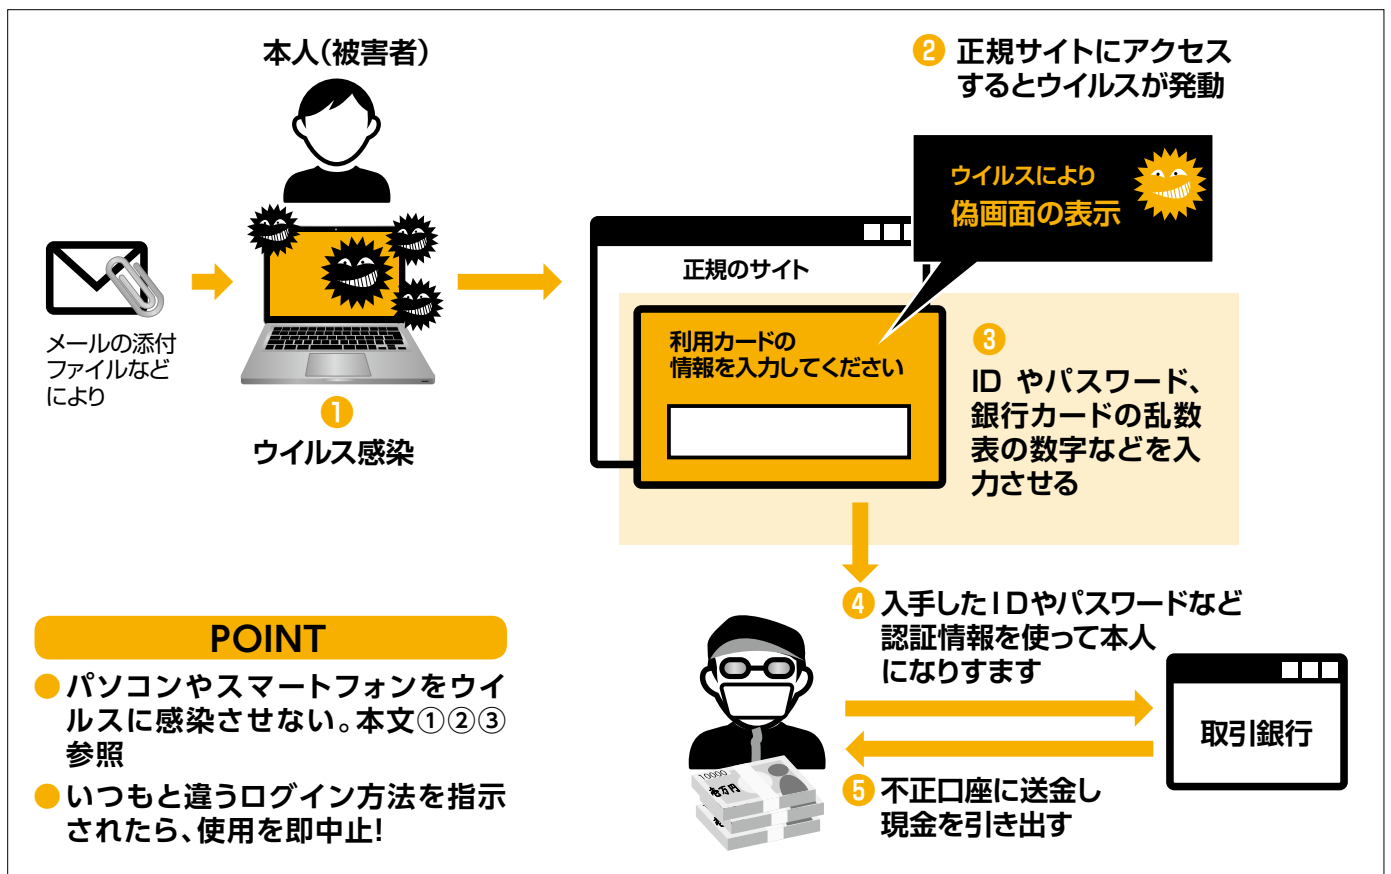 本人(被害者)
メールの添付
ファイルなど
により
❶
ウイルス感染
❷ 正規サイトにアクセス
するとウイルスが発動
ウイルスにより
偽画面の表示
正規のサイト
利用カードの
情報を入力してください
❸
ID やパスワード、
銀行カードの乱数
表の数字などを入
力させる
❹ 入手したIDやパスワードなど
認証情報を使って本人
になりすます
取引銀行
❺ 不正口座に送金し
現金を引き出す
10000
壱万円
POINT
● パソコンやスマートフォンをウイ
ルスに感染させない。本文①②③
参照
● いつもと違うログイン方法を指示
されたら、使用を即中止!